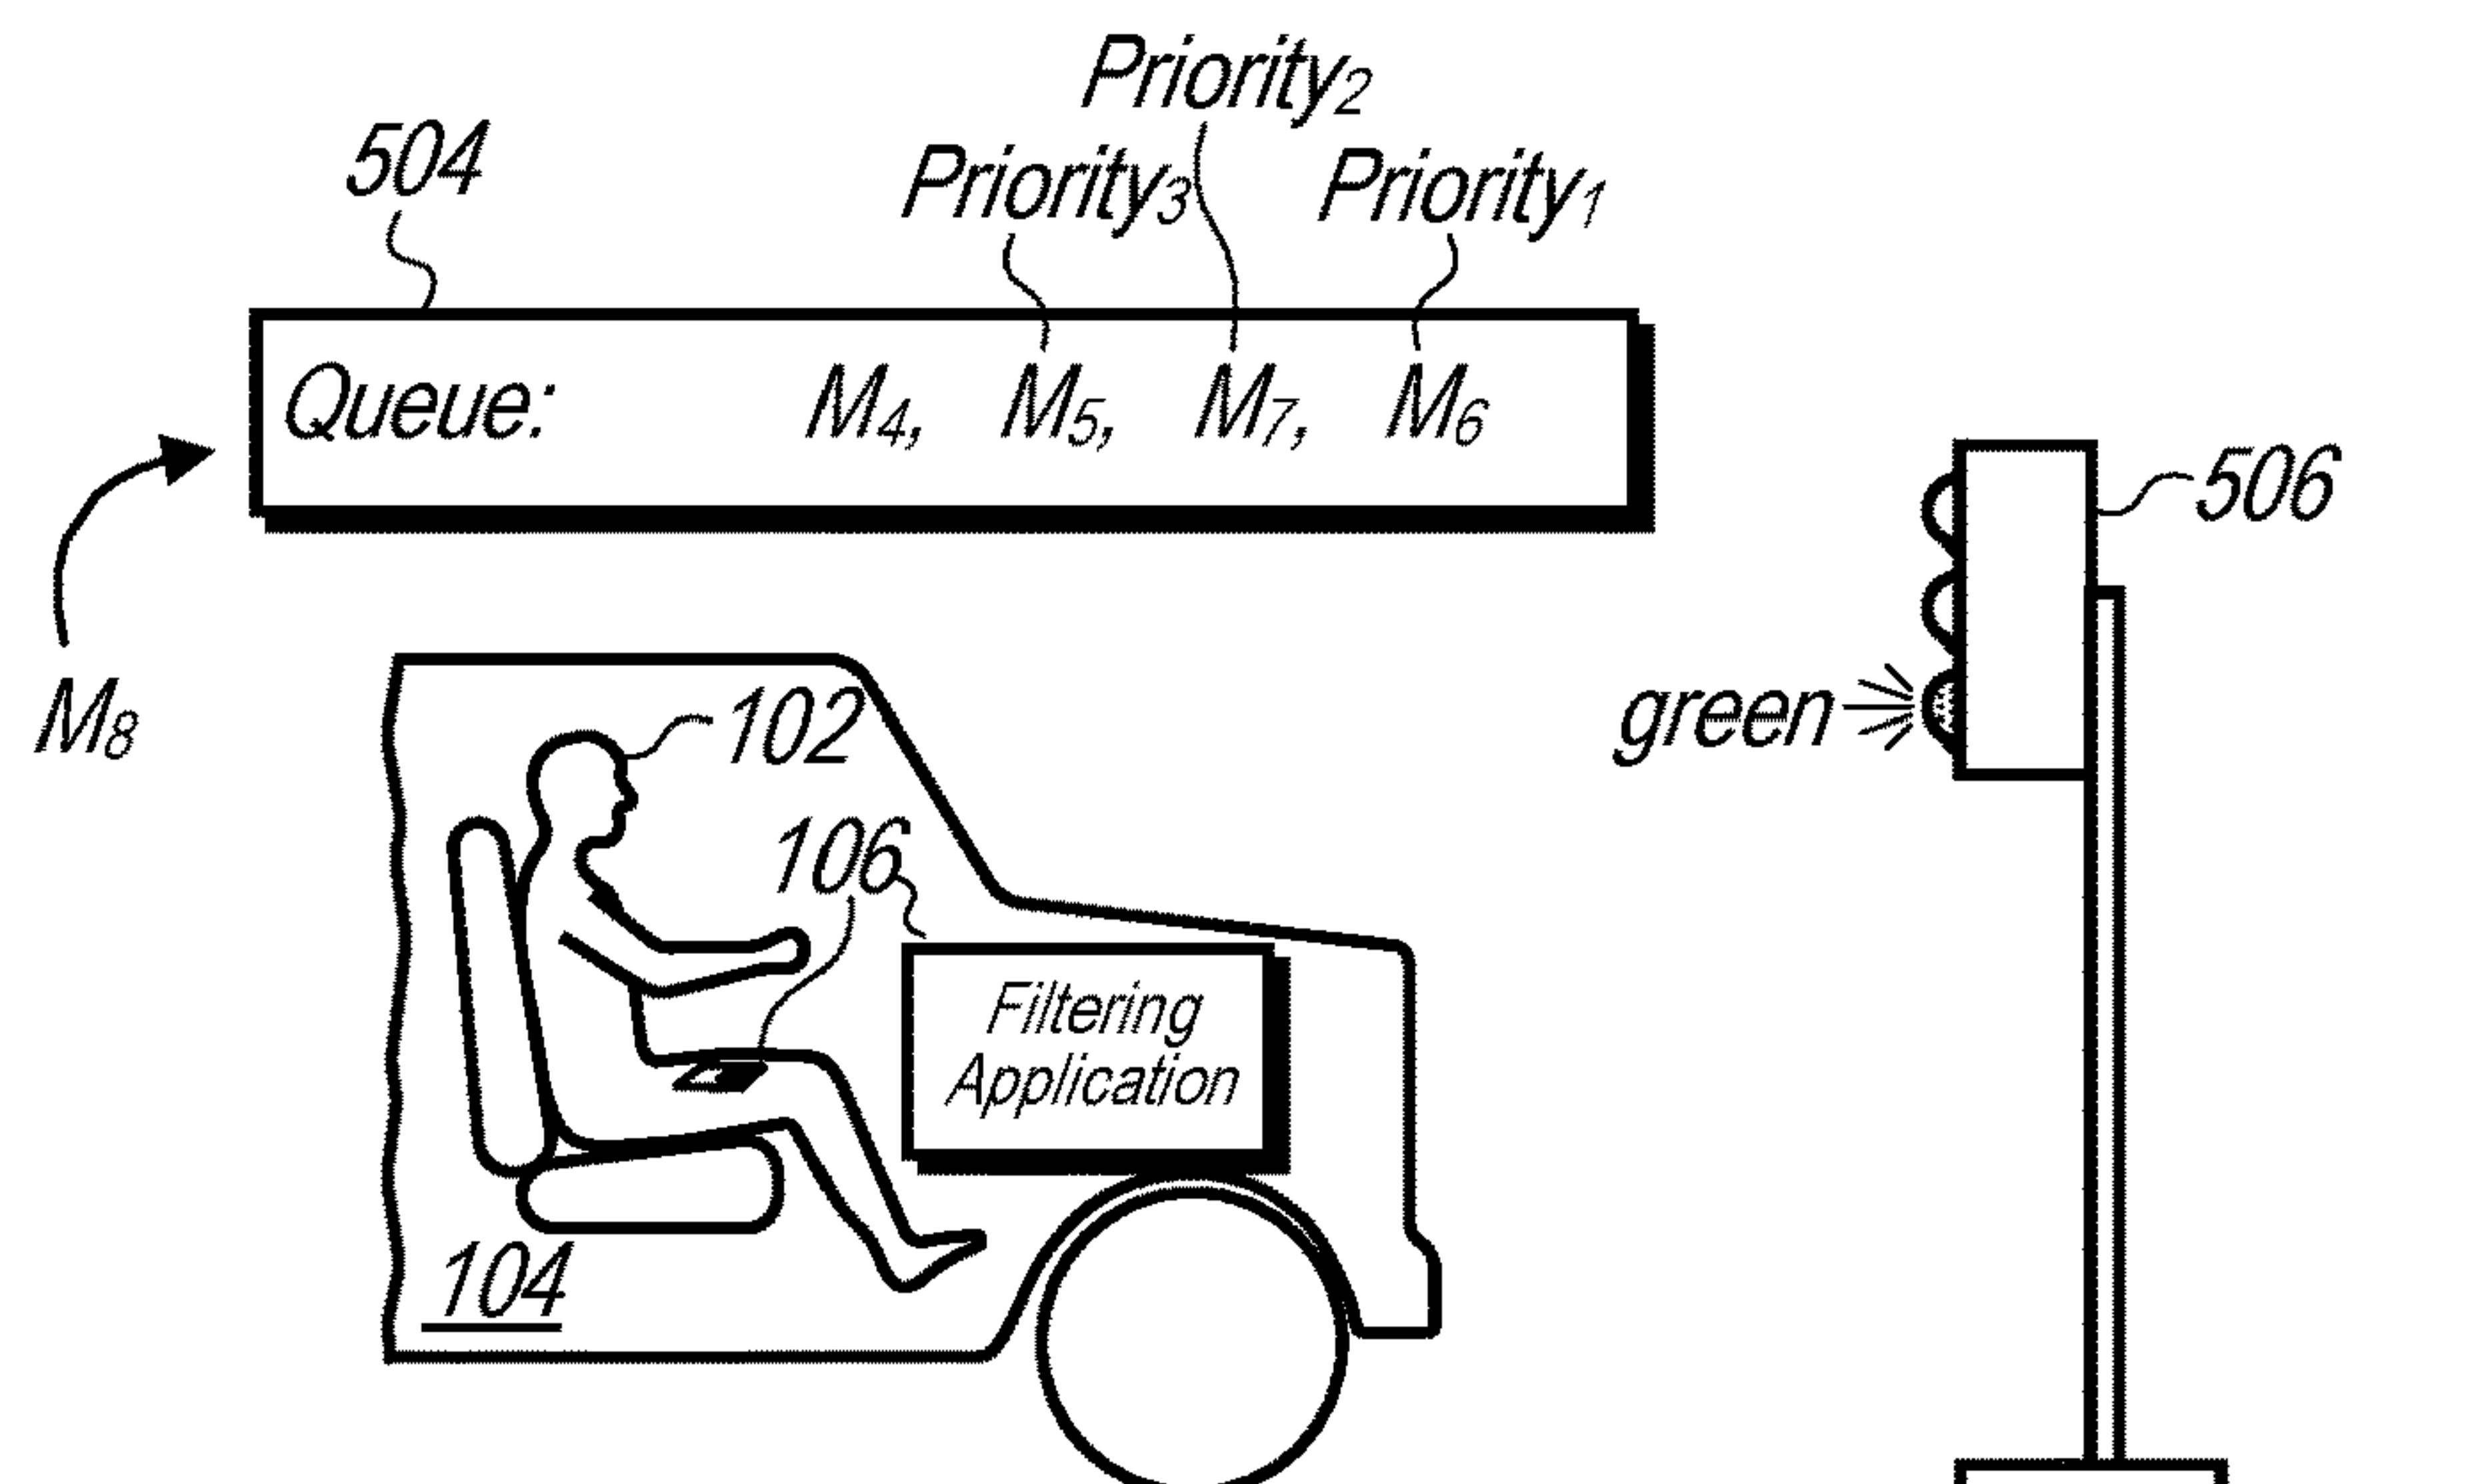 Priority2
504
Priority3
Priority1
Queue: M4, M5, M7, M6
506
M8
102
green
106
Filtering
Application
104